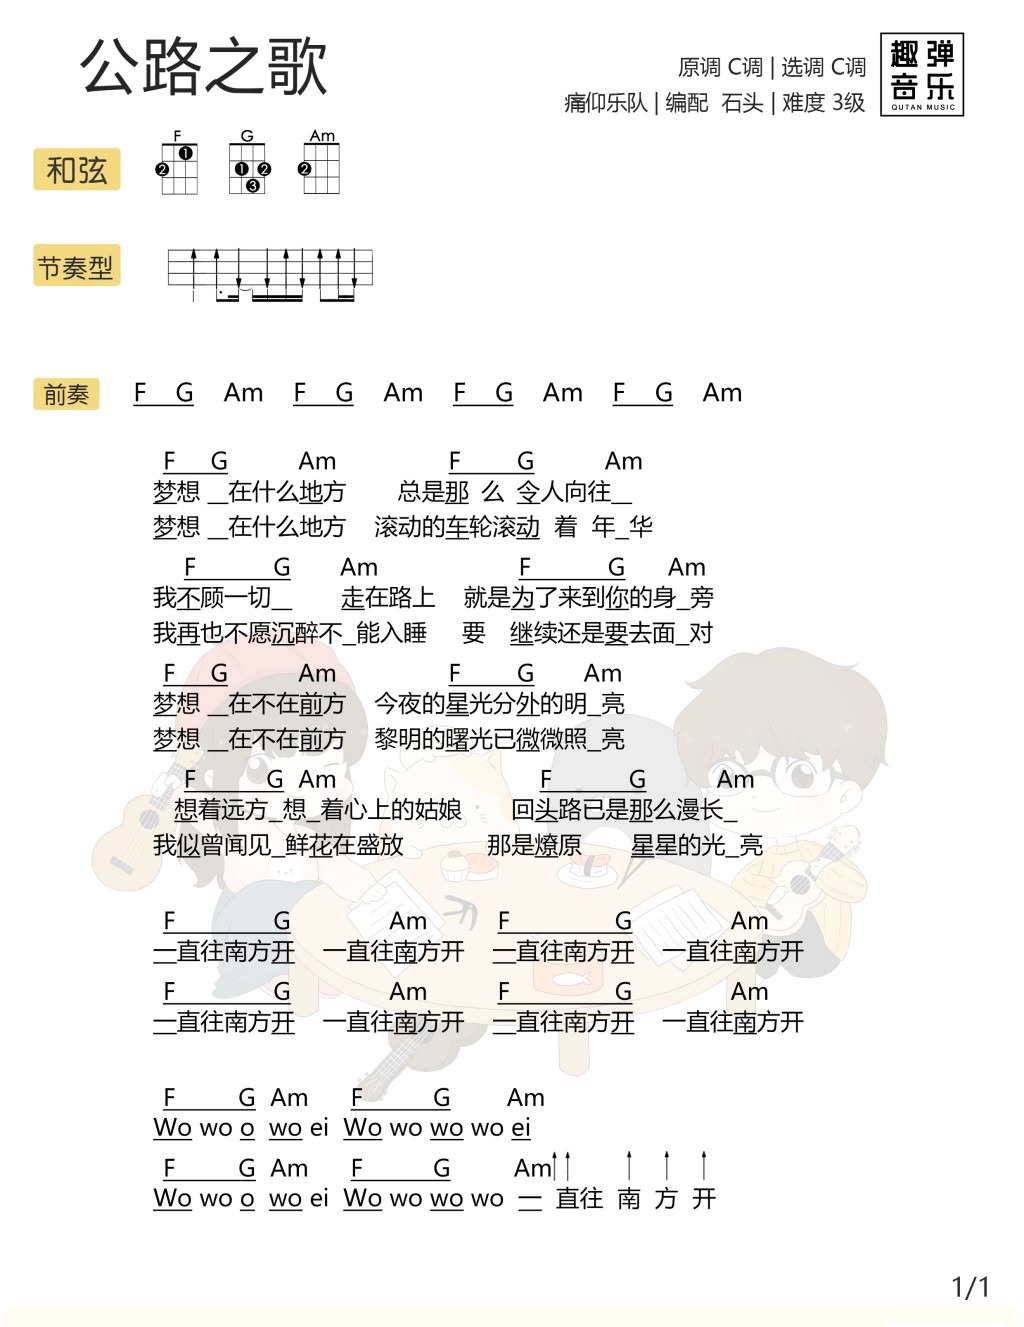 公路之歌
原调 C调 | 选调 C调
痛仰乐队 | 编配 石头 | 难度 3级
趣弹
音乐
QUTAN MUSIC
和弦
F G Am
1 2
1 2 3
2
节奏型
前奏 F G Am F G Am F G Am F G Am
F G Am F G Am
梦想 __在什么地方 总是那 么 令人向往__
梦想 __在什么地方 滚动的车轮滚动 着 年_华
F G Am F G Am
我不顾一切__ 走在路上 就是为了来到你的身_旁
我再也不愿沉醉不_能入睡 要 继续还是要去面_对
F G Am F G Am
梦想 __在不在前方 今夜的星光分外的明_亮
梦想 __在不在前方 黎明的曙光已微微照_亮
F G Am F G Am
想着远方_想_着心上的姑娘 回头路已是那么漫长_
我似曾闻见_鲜花在盛放 那是燎原 星星的光_亮
F G Am F G Am
一直往南方开 一直往南方开 一直往南方开 一直往南方开
F G Am F G Am
一直往南方开 一直往南方开 一直往南方开 一直往南方开
F G Am F G Am
Wo wo o wo ei Wo wo wo wo ei
F G Am F G Am
Wo wo o wo ei Wo wo wo wo 一 直往 南 方 开
1/1